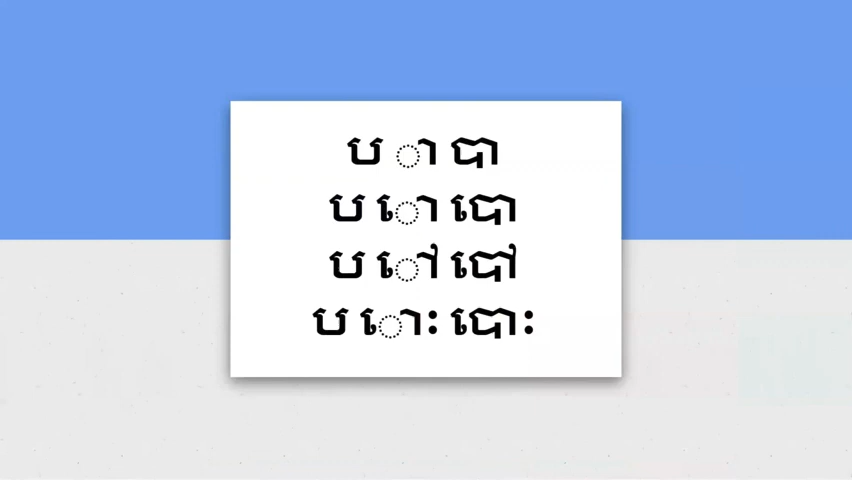 ប ា បា
ប ោ បោ
ប ៅ បៅ
ប ោះ បោះ